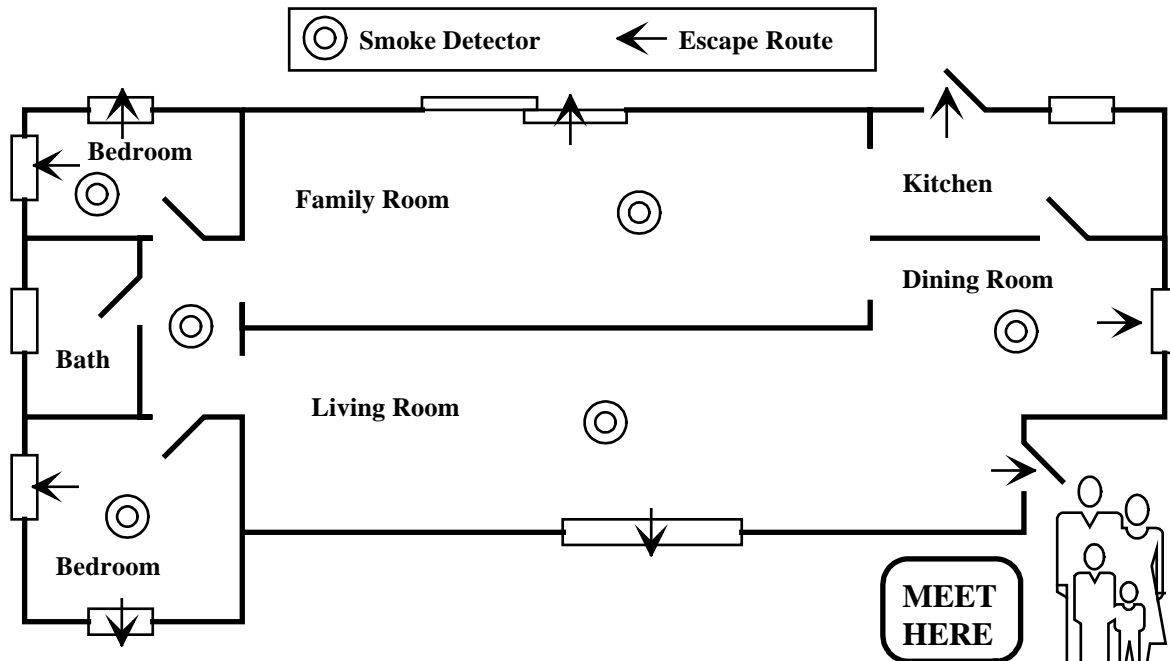 Smoke Detector
Escape Route
Bedroom
Family Room
Kitchen
Dining Room
Bath
Living Room
Bedroom
MEET
HERE